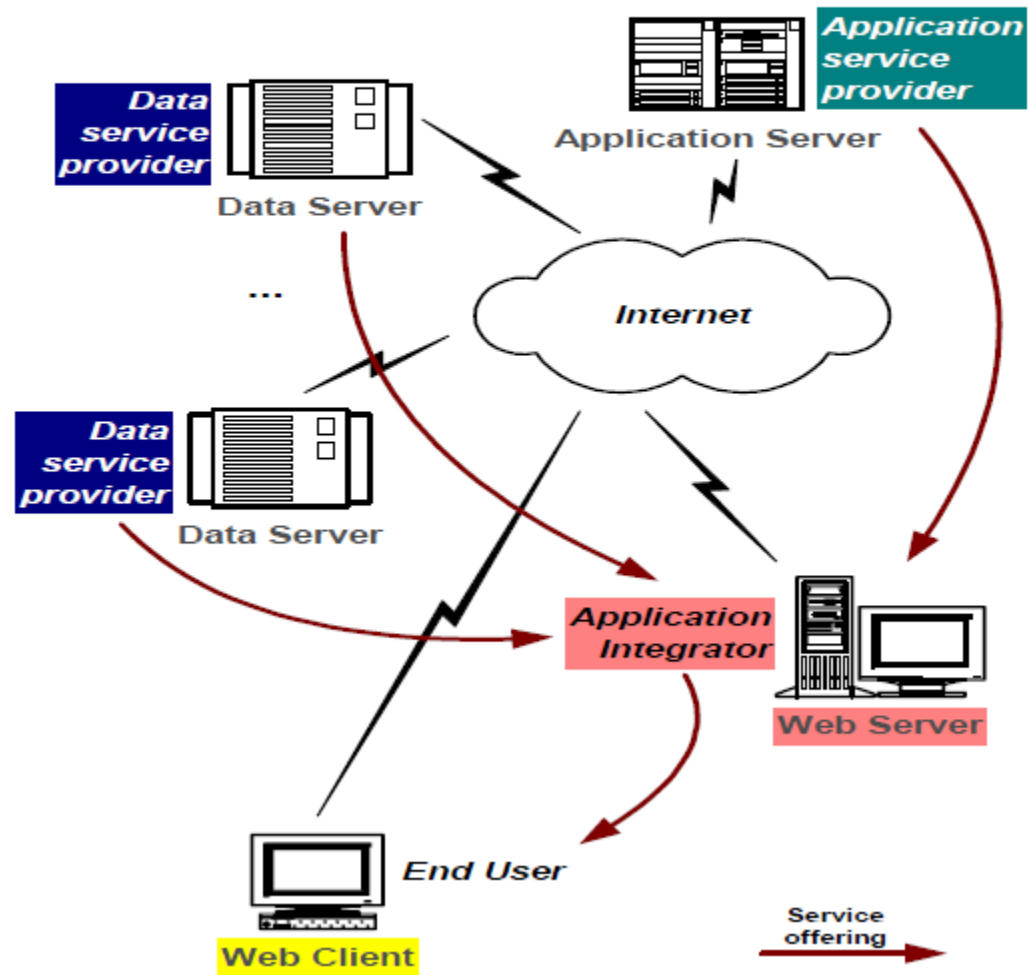 Application
service
provider
Data
service
provider
Application Server
Data Server
...
Internet
Data
service
provider
Data Server
Application
Integrator
Web Server
End User
Web Client
Service
offering